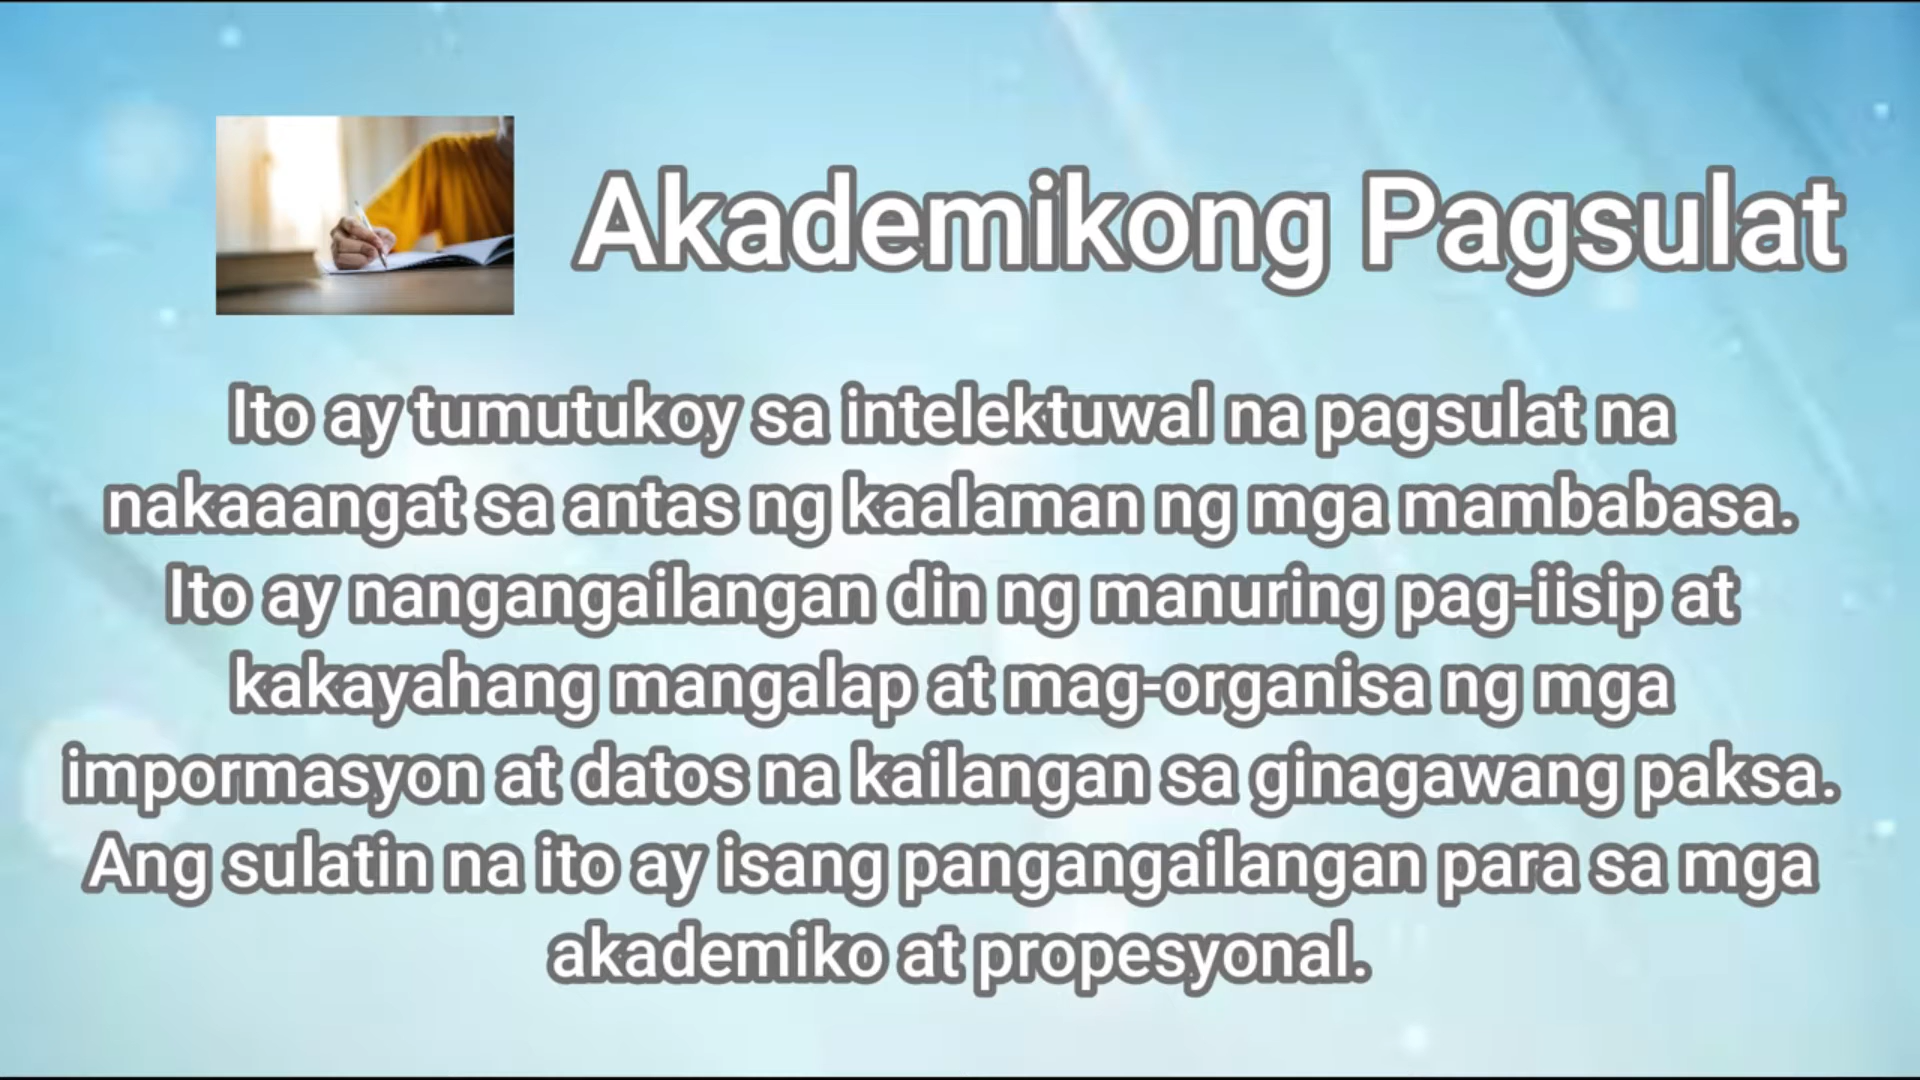 Akademikong Pagsulat
Ito ay tumutukoy sa intelektuwal na pagsulat na
nakaaangat sa antas ng kaalaman ng mga mambabasa.
Ito ay nangangailangan din ng manuring pag-iisip at
kakayahang mangalap at mag-organisa ng mga
impormasyon at datos na kailangan sa ginagawang paksa.
Ang sulatin na ito ay isang pangangailangan para sa mga
akademiko at propesyonal.